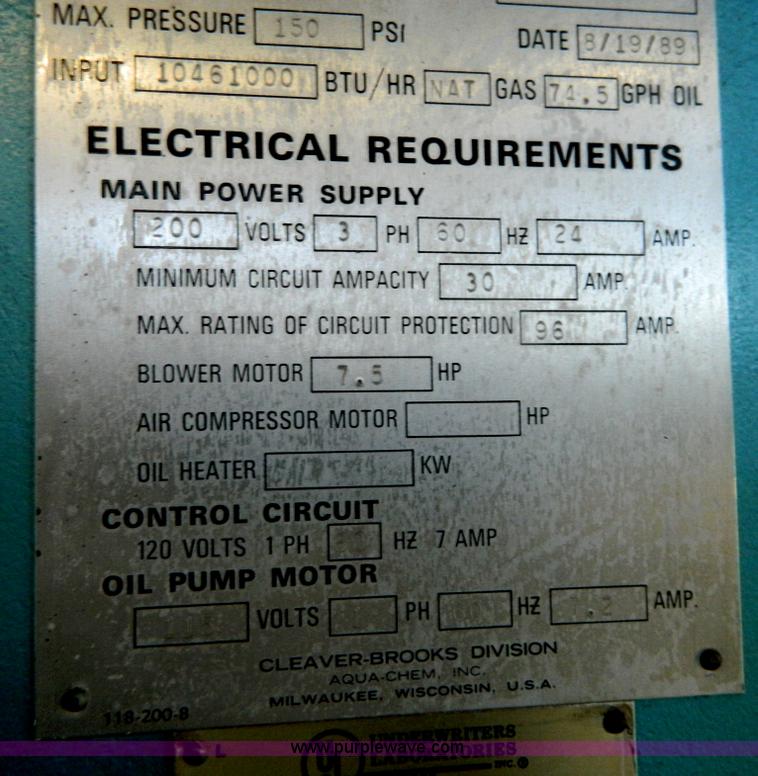 MAX. PRESSURE 150 PSI
DATE 8/19/89
INPUT 10461000 BTU/HR NAT GAS 74.5 GPH OIL
ELECTRICAL REQUIREMENTS
MAIN POWER SUPPLY
200 VOLTS 3 PH 60 HZ 24 AMP.
MINIMUM CIRCUIT AMPACITY 30 AMP.
MAX. RATING OF CIRCUIT PROTECTION 96 AMP.
BLOWER MOTOR 7.5 HP
AIR COMPRESSOR MOTOR HP
OIL HEATER KW
CONTROL CIRCUIT
120 VOLTS 1 PH HZ 7 AMP
OIL PUMP MOTOR
VOLTS PH HZ AMP.
CLEAVER-BROOKS DIVISION
AQUA-CHEM, INC.
MILWAUKEE, WISCONSIN, U.S.A.
118-200-8
UL UNDERWRITERS
LABORATORIES
INC.®
L
www.purplewave.com